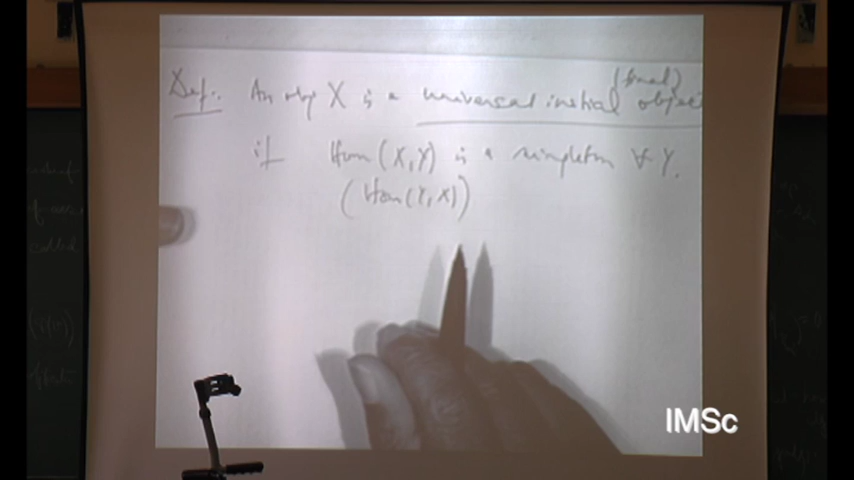 (final)
Def: An obj X is a universal initial object
if Hom(X,Y) is a singleton ∀ Y.
(Hom(Y,X))
IMSc